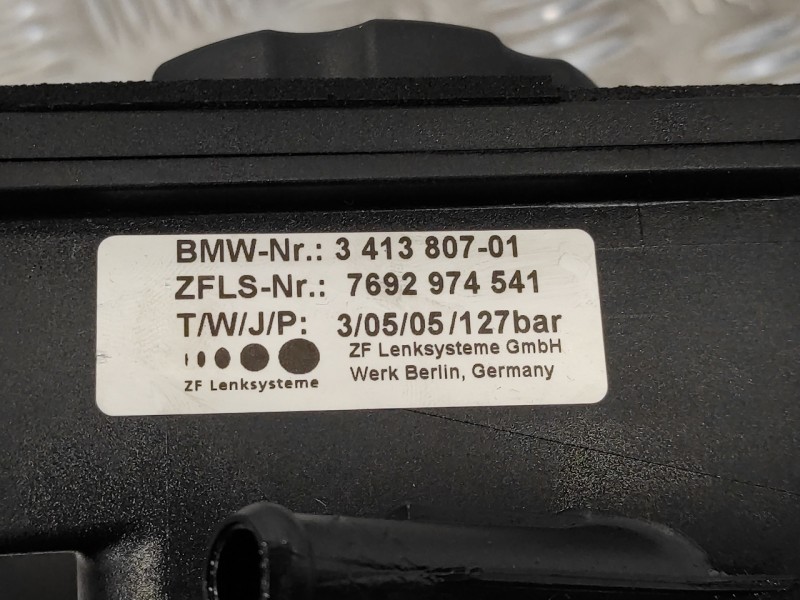 BMW-Nr.: 3 413 807-01
ZFLS-Nr.: 7692 974 541
T/W/J/P: 3/05/05/127bar
ZF Lenksysteme GmbH
ZF Lenksysteme
Werk Berlin, Germany